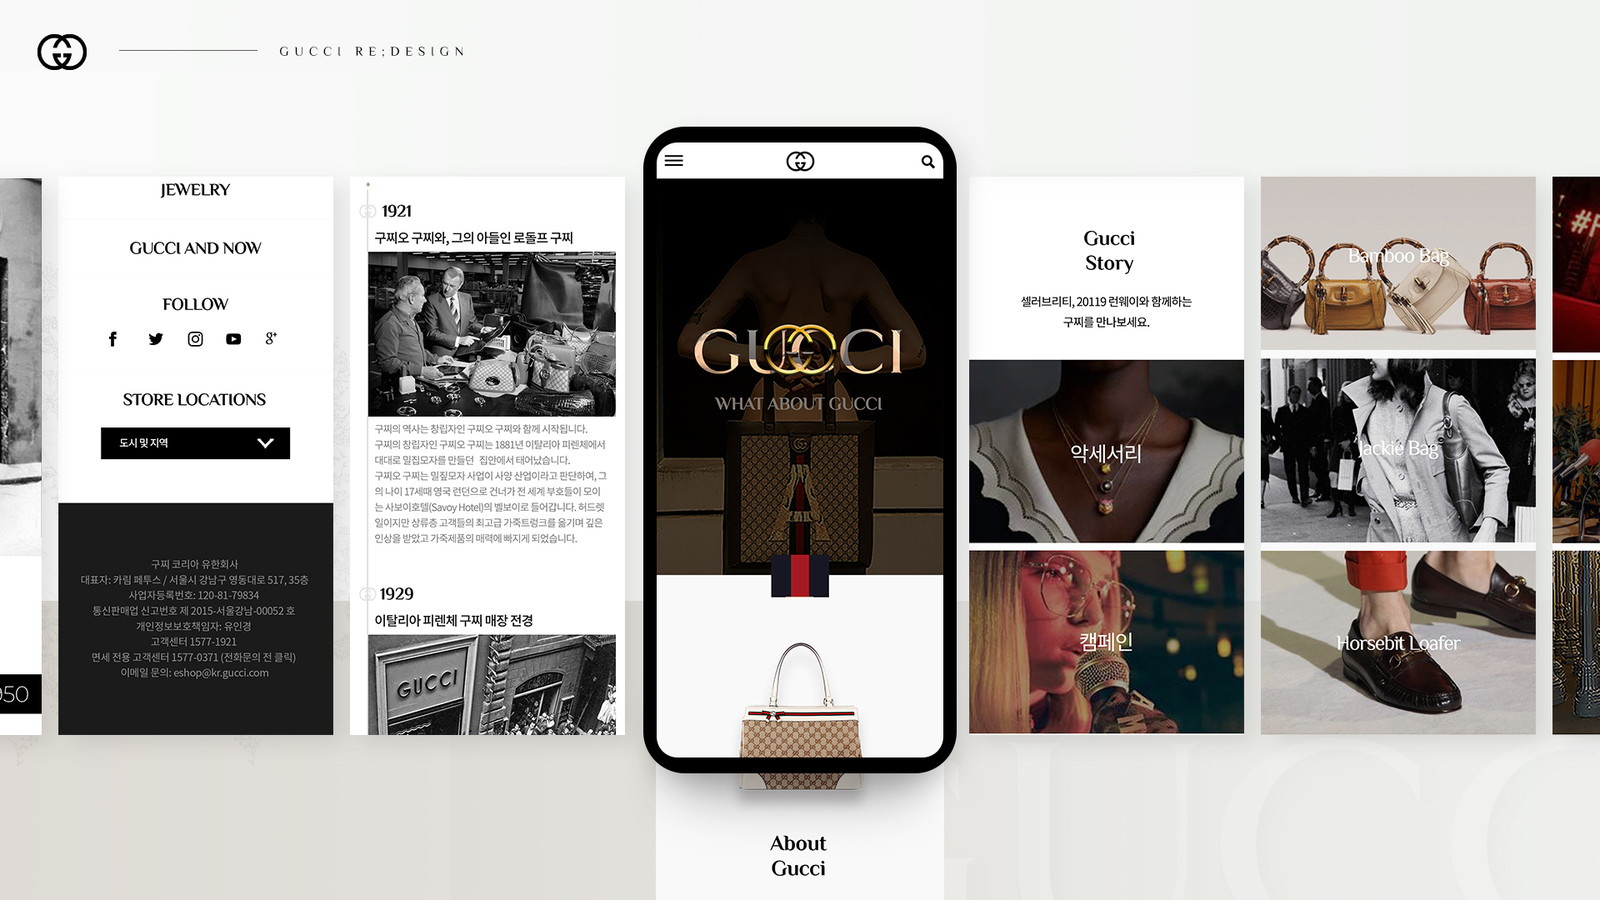 GUCCI RE;DESIGN
950
JEWELRY
GUCCI AND NOW
FOLLOW
STORE LOCATIONS
도시 및 지역
구찌 코리아 유한회사
대표자: 카림 페투스 / 서울시 강남구 영동대로 517, 35층
사업자등록번호: 120-81-79834
통신판매업 신고번호 제 2015-서울강남-00052 호
개인정보보호책임자: 유인경
고객센터 1577-1921
면세 전용 고객센터 1577-0371 (전화문의 전 클릭)
이메일 문의: eshop@kr.gucci.com
1921
구찌오 구찌와, 그의 아들인 로돌프 구찌
구찌의 역사는 창립자인 구찌오 구찌와 함께 시작됩니다.
구찌의 창립자인 구찌오 구찌는 1881년 이탈리아 피렌체에서
대대로 밀짚모자를 만들던 집안에서 태어났습니다.
구찌오 구찌는 밀짚모자 사업이 사양 산업이라고 판단하여, 그
의 나이 17세때 영국 런던으로 건너가 전 세계 부호들이 모이
는 사보이호텔(Savoy Hotel)의 벨보이로 들어갑니다. 허드렛
일이지만 상류층 고객들의 최고급 가죽트렁크를 옮기며 깊은
인상을 받았고 가죽제품의 매력에 빠지게 되었습니다.
1929
이탈리아 피렌체 구찌 매장 전경
GUCCI
GUCCI
WHAT ABOUT GUCCI
About
Gucci
Gucci
Story
셀러브리티, 20119 런웨이와 함께하는
구찌를 만나보세요.
악세서리
캠페인
Bamboo Bag
Jackie Bag
Horsebit Loafer
GUCC